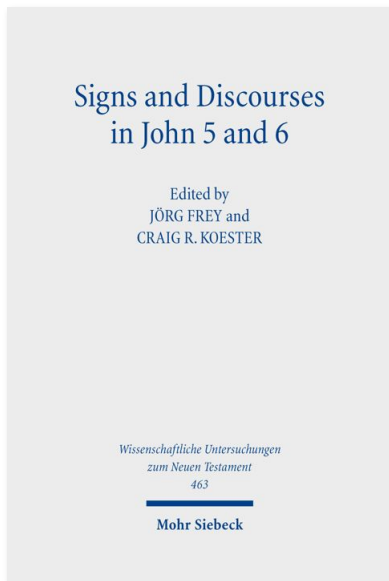 Signs and Discourses
in John 5 and 6
Edited by
JÖRG FREY and
CRAIG R. KOESTER
Wissenschaftliche Untersuchungen
zum Neuen Testament
463
Mohr Siebeck